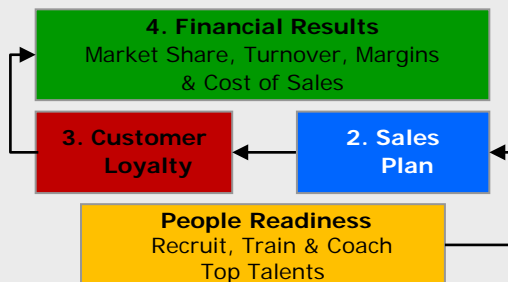 4. Financial Results
Market Share, Turnover, Margins
& Cost of Sales
3. Customer
Loyalty
2. Sales
Plan
People Readiness
Recruit, Train & Coach
Top Talents